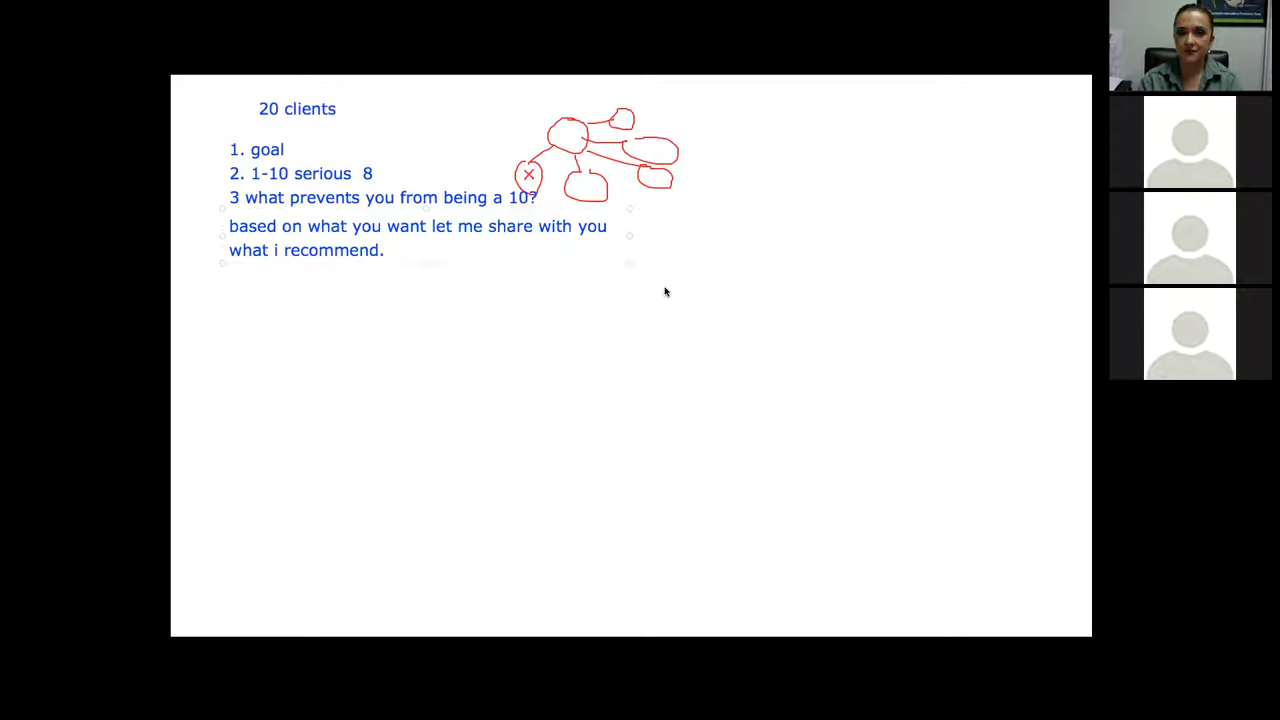 20 clients
1. goal
2. 1-10 serious 8
3 what prevents you from being a 10?
based on what you want let me share with you
what i recommend.